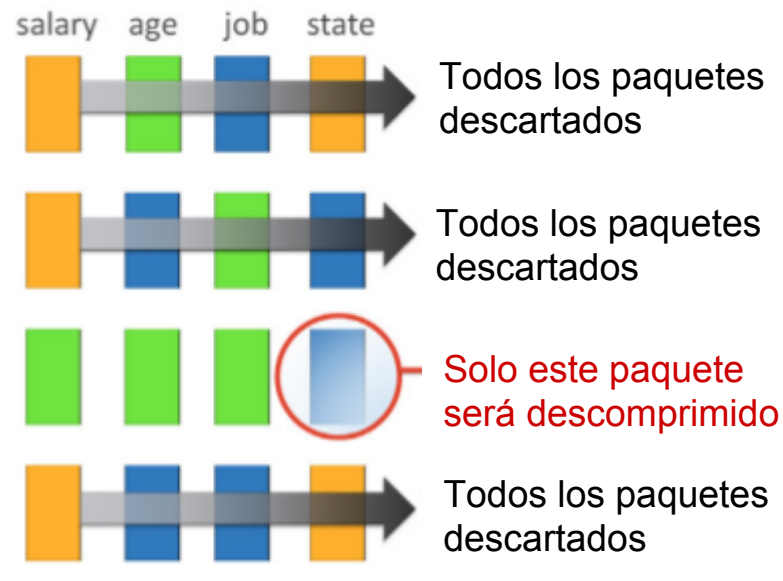 salary age job state
Todos los paquetes
descartados
Todos los paquetes
descartados
Solo este paquete
será descomprimido
Todos los paquetes
descartados